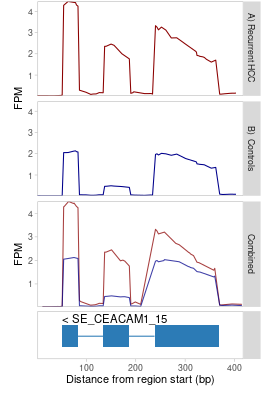 4
3
2
1
A) Recurrent HCC
FPM
4
3
2
1
B) Controls
4
3
2
1
FPM
Combined
< SE_CEACAM1_15
100
200
300
400
Distance from region start (bp)